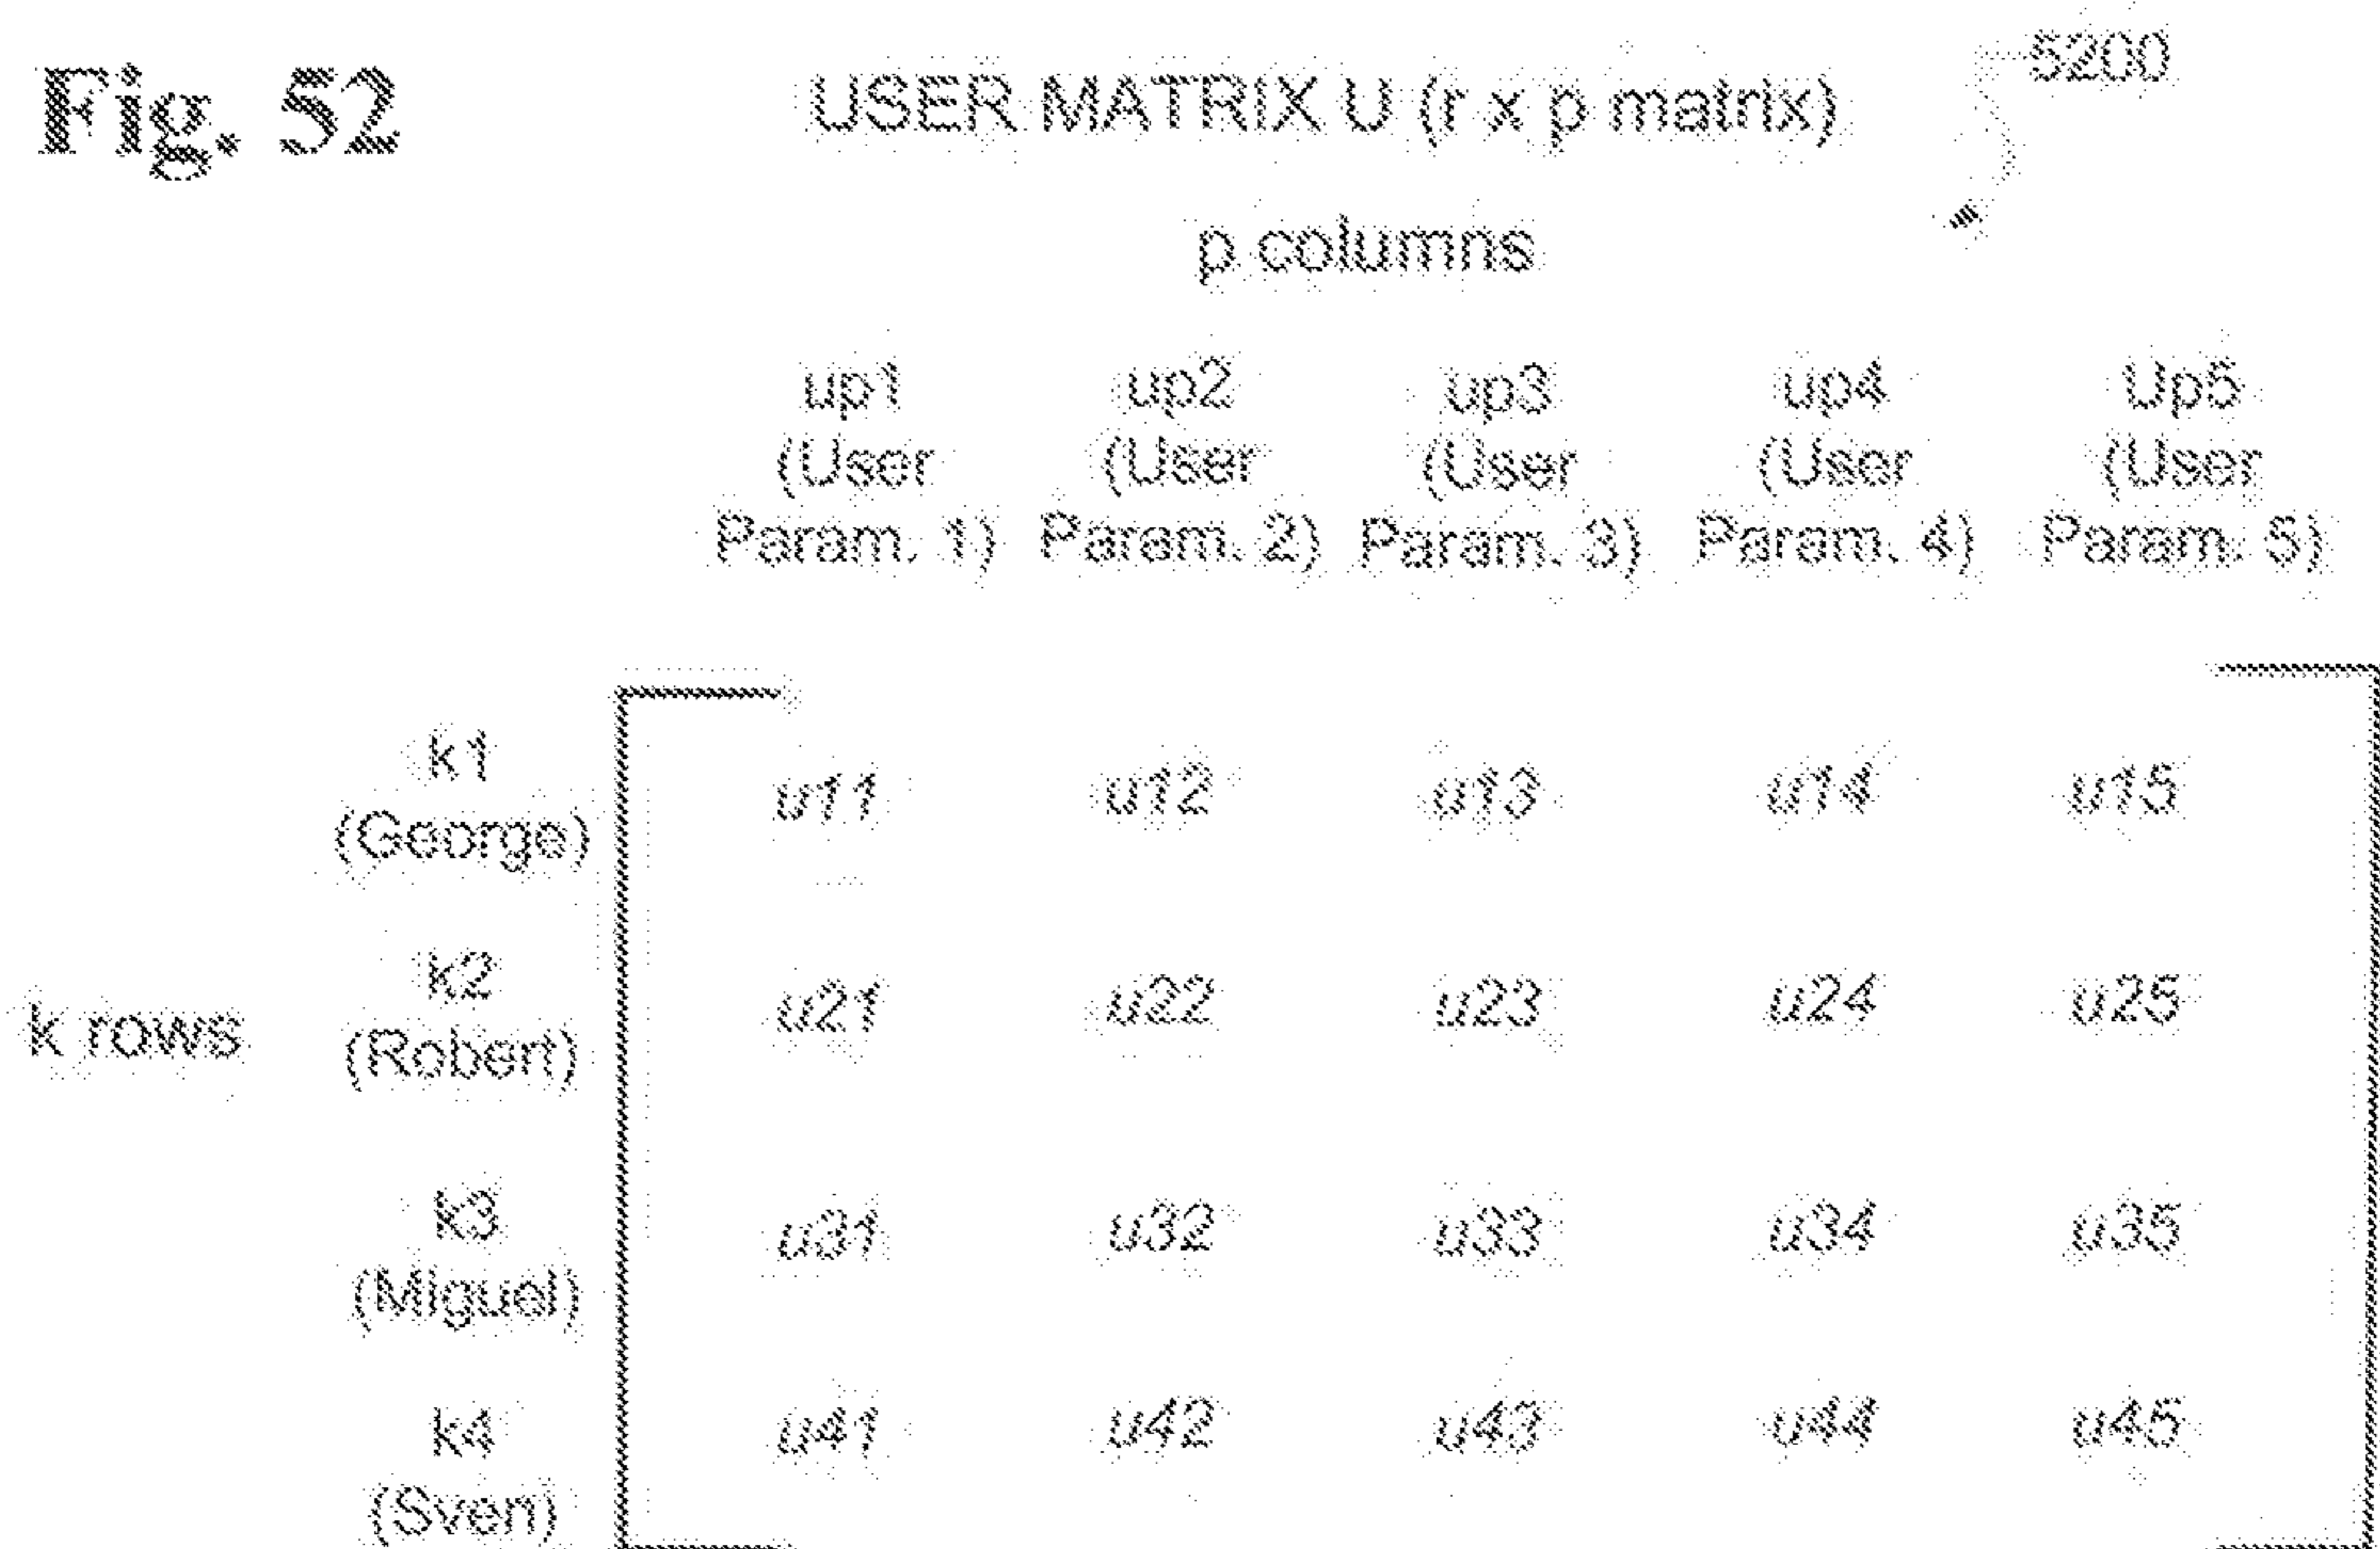 Fig. 52
USER MATRIX U (r x p matrix)
5200
p columns
up1 up2 up3 up4 Up5
(User (User (User (User (User
Param. 1) Param. 2) Param. 3) Param. 4) Param. 5)
k1
(George)
u11 u12 u13 u14 u15
k2
(Robert)
u21 u22 u23 u24 u25
k rows
k3
(Miguel)
u31 u32 u33 u34 u35
k4
(Sven)
u41 u42 u43 u44 u45